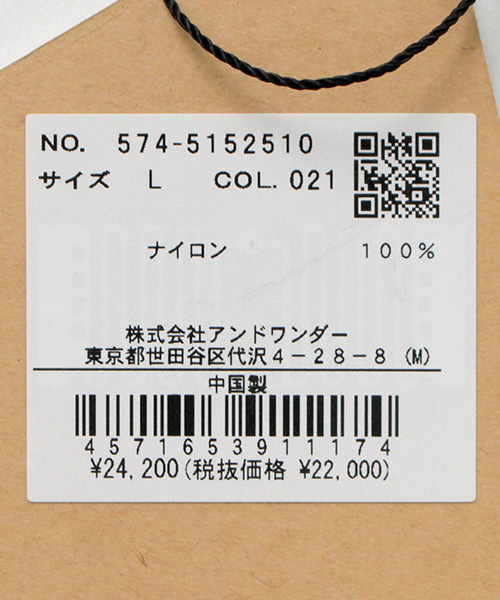 NO. 574-5152510
サイズ L COL. 021
ナイロン 100%
株式会社アンドワンダー
東京都世田谷区代沢4-28-8 (M)
中国製
4571653911174
¥24,200(税抜価格 ¥22,000)